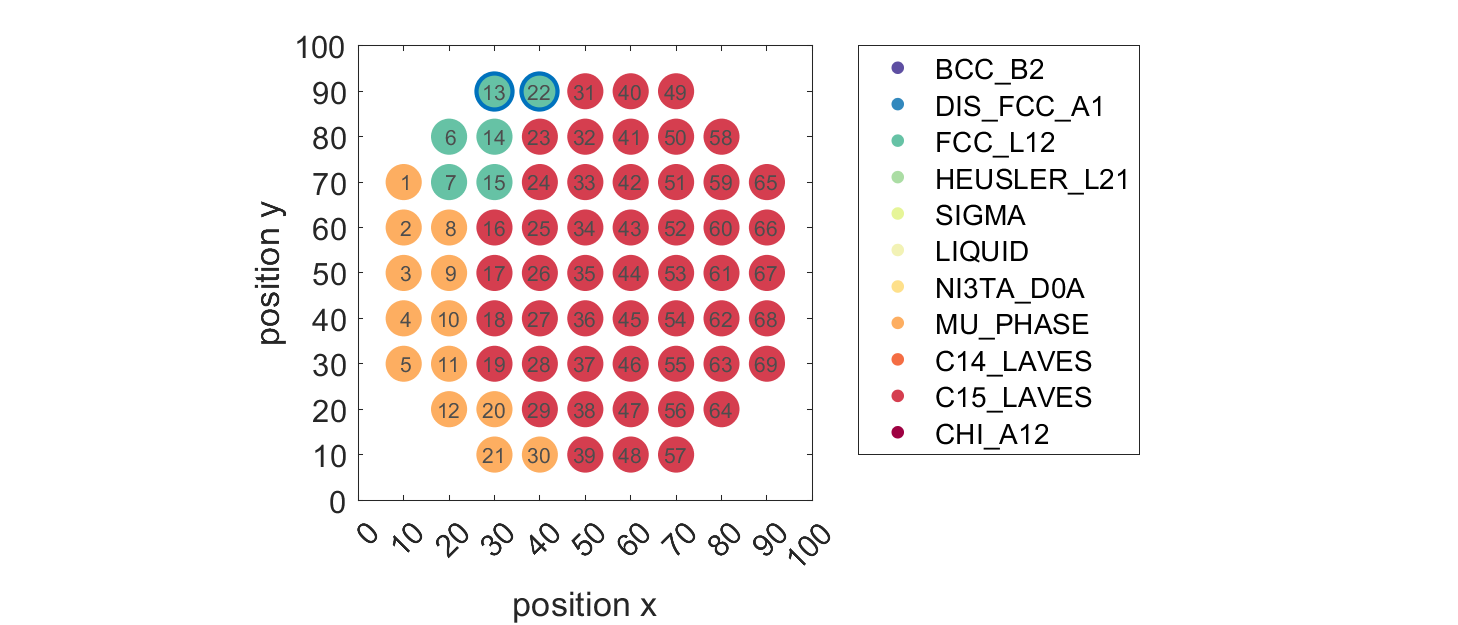 100
90
80
70
60
50
40
30
20
10
0
position y
13 22 31 40 49
6 14 23 32 41 50 58
1 7 15 24 33 42 51 59 65
2 8 16 25 34 43 52 60 66
3 9 17 26 35 44 53 61 67
4 10 18 27 36 45 54 62 68
5 11 19 28 37 46 55 63 69
12 20 29 38 47 56 64
21 30 39 48 57
0 10 20 30 40 50 60 70 80 90 100
position x
BCC_B2
DIS_FCC_A1
FCC_L12
HEUSLER_L21
SIGMA
LIQUID
NI3TA_D0A
MU_PHASE
C14_LAVES
C15_LAVES
CHI_A12